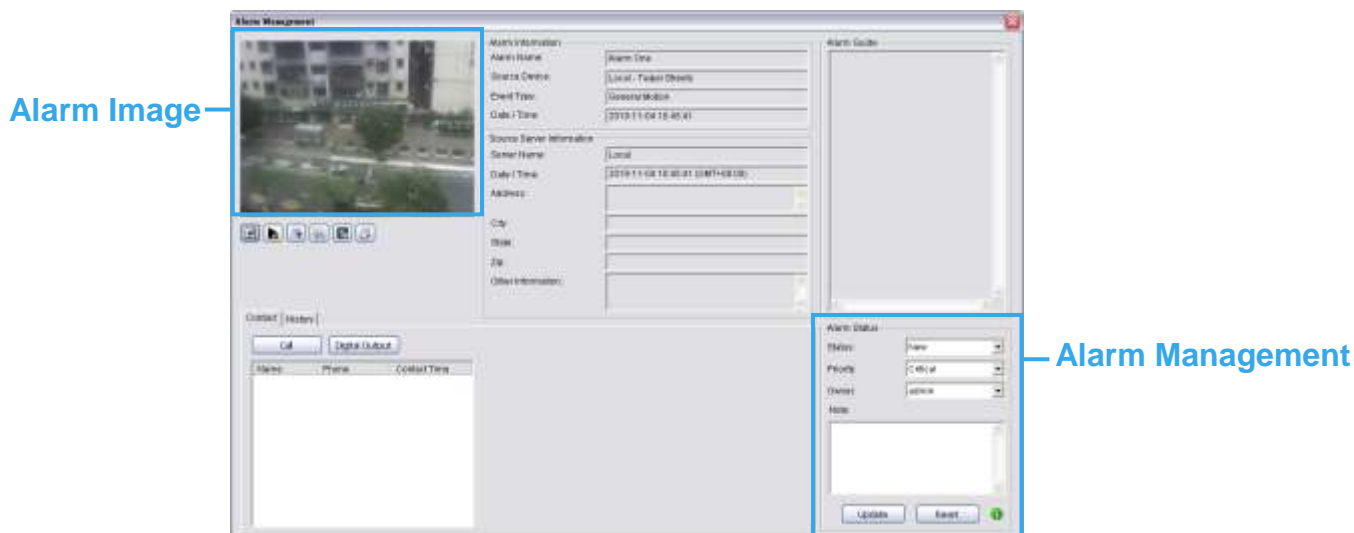 Alarm Management
Alarm Image
Alarm Information
Alarm Name:
Alarm One
Source Device:
Event Type:
General Motion
Date / Time:
Source Server Information
Server Name:
Local
Date / Time:
Address:
City:
State:
Zip:
Other Information:
Alarm Guide
Contact
History
Call
Digital Output
Name
Phone
Contact Time
Alarm Status
Status:
New
Priority:
Critical
Owner:
admin
Note:
Update
Reset
Alarm Management